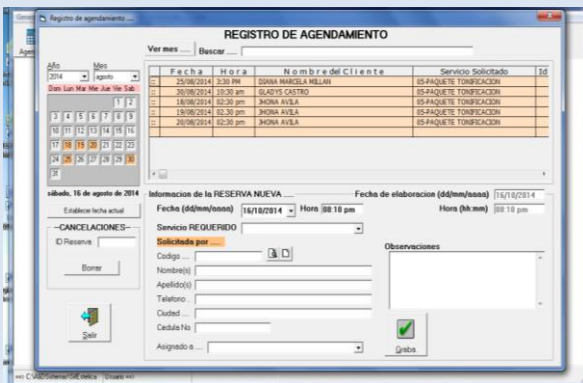 Registro de agendamiento ....
REGISTRO DE AGENDAMIENTO
Ver mes .... Buscar ....
Año Mes
2014 agosto
Dom Lun Mar Mie Jue Vie Sab
1 2
3 4 5 6 7 8 9
10 11 12 13 14 15 16
17 18 19 20 21 22 23
24 25 26 27 28 29 30
31
sábado, 16 de agosto de 2014
Establecer fecha actual
--CANCELACIONES--
ID Reserva
Borrar
Salir
Fecha Hora Nombre del Cliente Servicio Solicitado Id
25/08/2014 3:30 PM DIANA MARCELA MILLAN 05-PAQUETE TONIFICACION
30/08/2014 10:30 am GLADYS CASTRO 05-PAQUETE TONIFICACION
18/08/2014 02:30 pm JHONA AVILA 05-PAQUETE TONIFICACION
19/08/2014 02:30 pm JHONA AVILA 05-PAQUETE TONIFICACION
20/08/2014 02:30 pm JHONA AVILA 05-PAQUETE TONIFICACION
Informacion de la RESERVA NUEVA .... Fecha de elaboracion (dd/mm/aaaa) 16/10/2014
Fecha (dd/mm/aaaa) 16/10/2014 Hora 08:10 pm Hora (hh:mm) 08:10 pm
Servicio REQUERIDO
Solicitada por ....
Codigo ....
Nombre(s)
Apellido(s)
Telefono .
Ciudad ....
Cedula No
Asignado a ....
Observaciones
Graba